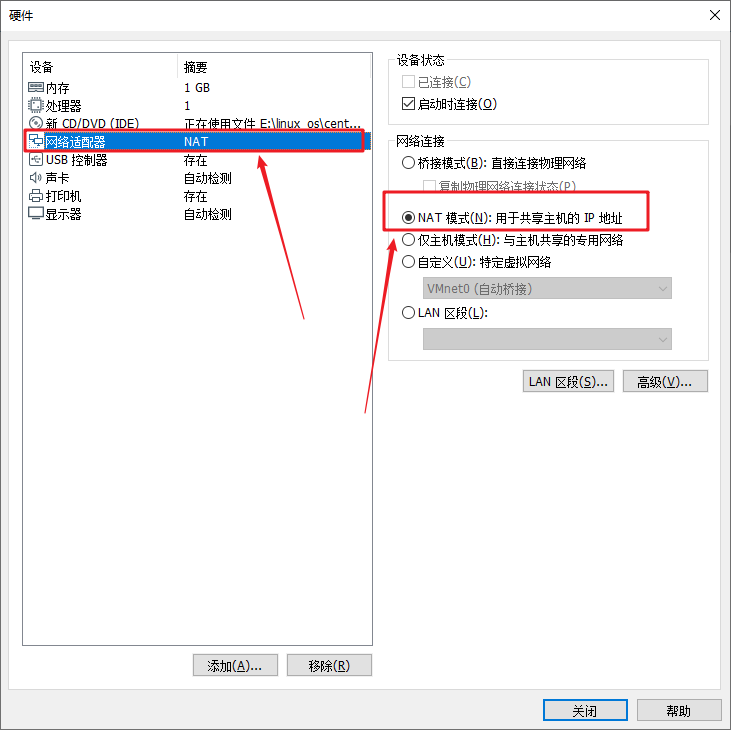 硬件
设备 摘要
内存 1 GB
处理器 1
新 CD/DVD (IDE) 正在使用文件 E:\linux_os\cent...
网络适配器 NAT
USB 控制器 存在
声卡 自动检测
打印机 存在
显示器 自动检测
添加(A)...
移除(R)
设备状态
已连接(C)
启动时连接(O)
网络连接
桥接模式(B): 直接连接物理网络
复制物理网络连接状态(P)
NAT 模式(N): 用于共享主机的 IP 地址
仅主机模式(H): 与主机共享的专用网络
自定义(U): 特定虚拟网络
VMnet0 (自动桥接)
LAN 区段(L):
LAN 区段(S)...
高级(V)...
关闭
帮助